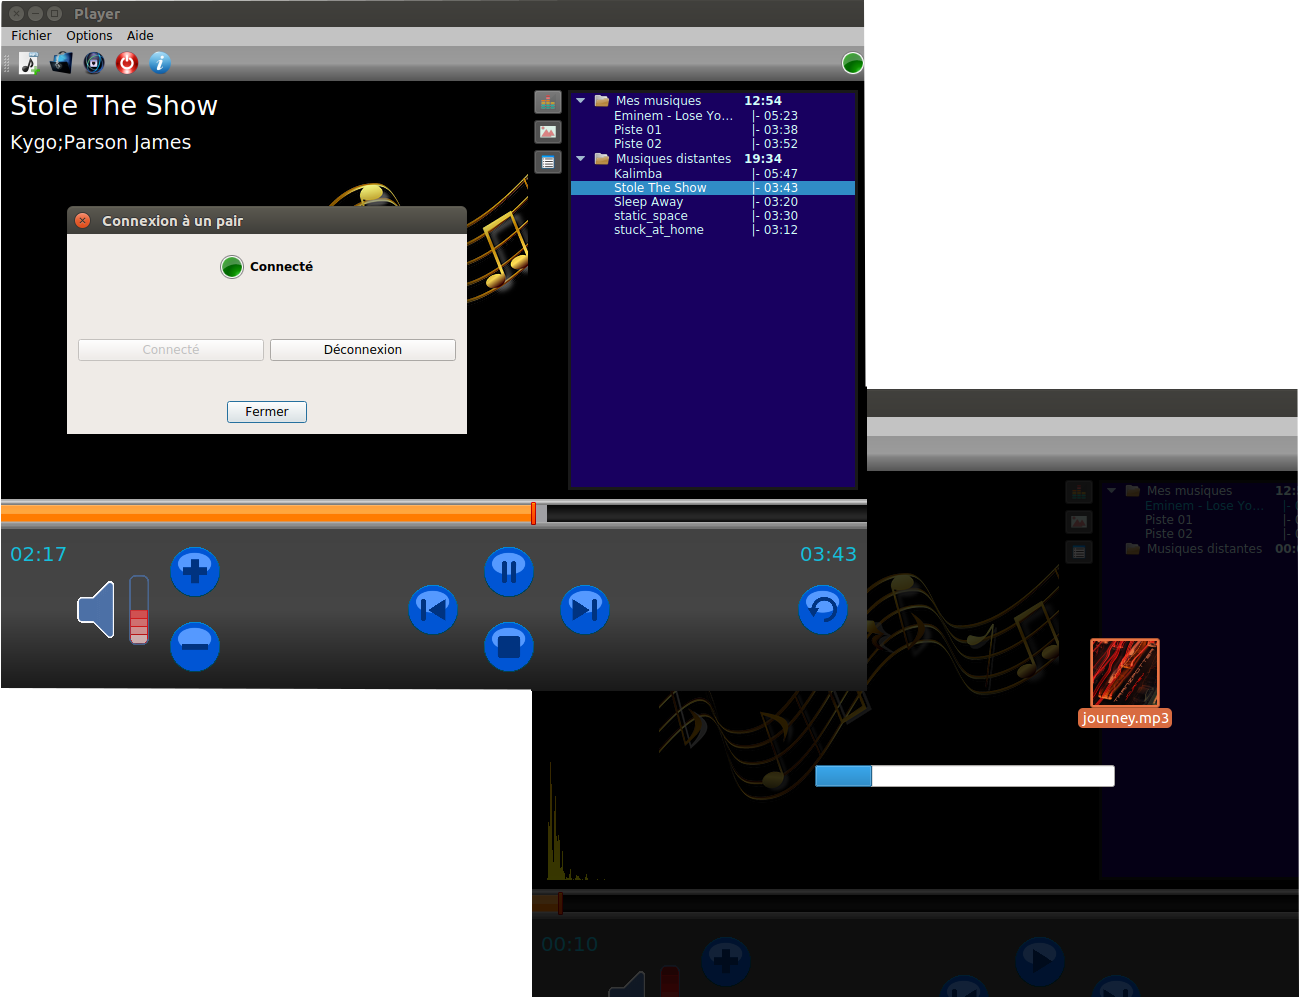 Player
Fichier Options Aide
Stole The Show
Kygo;Parson James
Mes musiques 12:54
Eminem - Lose Yo... |- 05:23
Piste 01 |- 03:38
Piste 02 |- 03:52
Musiques distantes 19:34
Kalimba |- 05:47
Stole The Show |- 03:43
Sleep Away |- 03:20
static_space |- 03:30
stuck_at_home |- 03:12
Connexion à un pair
Connecté
Connecté Déconnexion
Fermer
02:17 03:43
Mes musiques 12:
Eminem - Lose Yo... |-
Piste 01 |-
Piste 02 |-
Musiques distantes 00:
journey.mp3
00:10